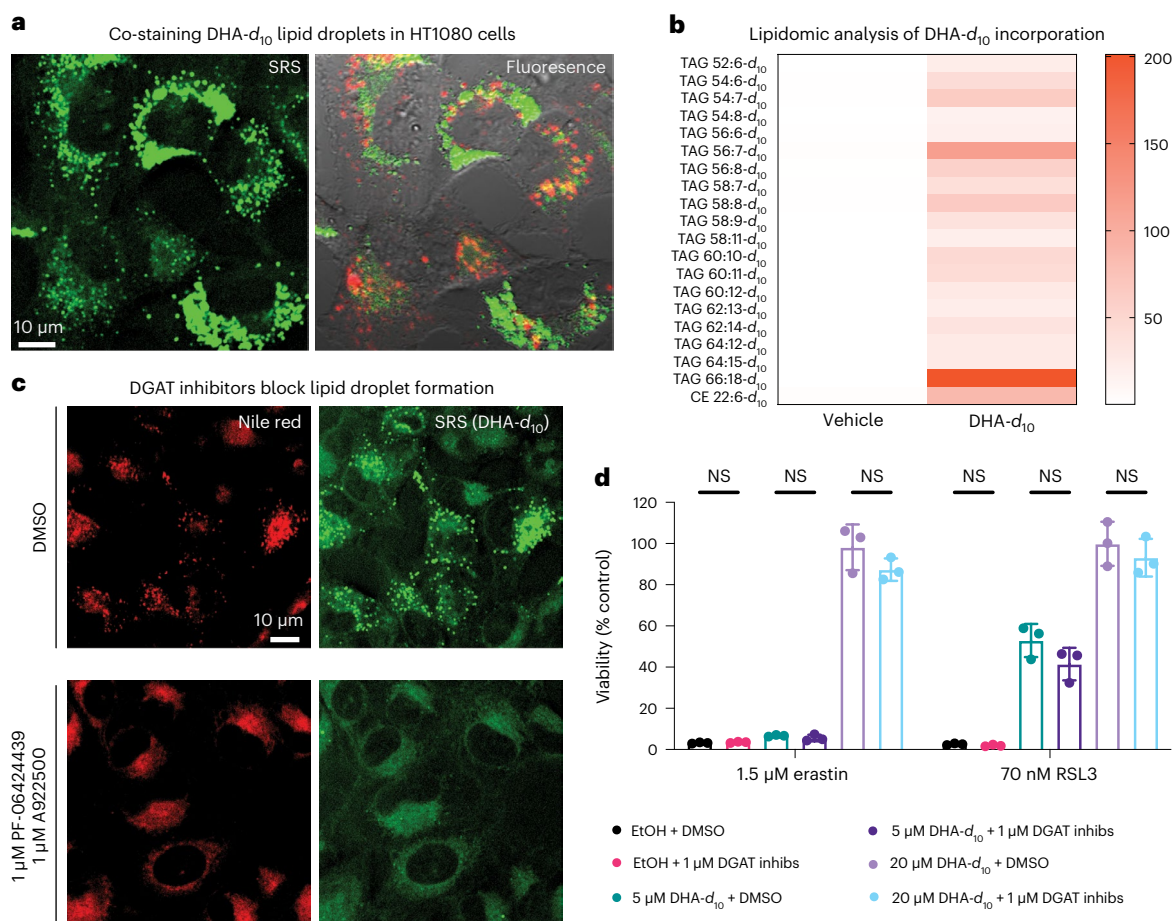 a
Co-staining DHA-d10 lipid droplets in HT1080 cells
SRS
Fluoresence
10 µm
b
Lipidomic analysis of DHA-d10 incorporation
TAG 52:6-d10
TAG 54:6-d10
TAG 54:7-d10
TAG 54:8-d10
TAG 56:6-d10
TAG 56:7-d10
TAG 56:8-d10
TAG 58:7-d10
TAG 58:8-d10
TAG 58:9-d10
TAG 58:11-d10
TAG 60:10-d10
TAG 60:11-d10
TAG 60:12-d10
TAG 62:13-d10
TAG 62:14-d10
TAG 64:12-d10
TAG 64:15-d10
TAG 66:18-d10
CE 22:6-d10
Vehicle
DHA-d10
200
150
100
50
c
DGAT inhibitors block lipid droplet formation
Nile red
SRS (DHA-d10)
DMSO
10 µm
1 µM PF-06424439
1 µM A922500
d
NS NS NS NS NS NS
Viability (% control)
120
100
80
60
40
20
0
1.5 µM erastin
70 nM RSL3
EtOH + DMSO
EtOH + 1 µM DGAT inhibs
5 µM DHA-d10 + DMSO
5 µM DHA-d10 + 1 µM DGAT inhibs
20 µM DHA-d10 + DMSO
20 µM DHA-d10 + 1 µM DGAT inhibs